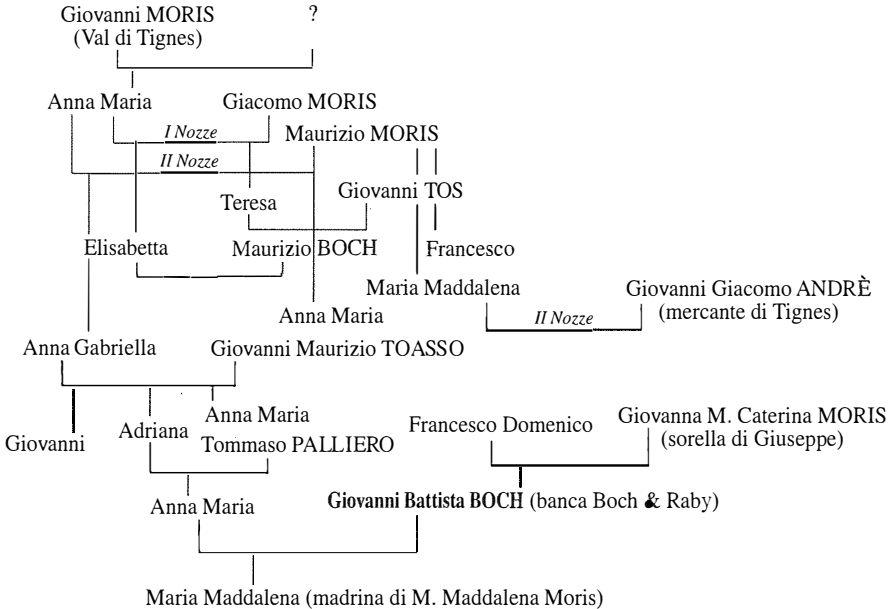 Giovanni MORIS ?
(Val di Tignes)
Anna Maria Giacomo MORIS
I Nozze Maurizio MORIS
II Nozze
Giovanni TOS
Teresa
Elisabetta Maurizio BOCH Francesco
Maria Maddalena Giovanni Giacomo ANDRÈ
Anna Maria II Nozze (mercante di Tignes)
Anna Gabriella Giovanni Maurizio TOASSO
Anna Maria Giovanna M. Caterina MORIS
Giovanni Adriana Francesco Domenico (sorella di Giuseppe)
Tommaso PALLIERO
Anna Maria Giovanni Battista BOCH (banca Boch & Raby)
Maria Maddalena (madrina di M. Maddalena Moris)